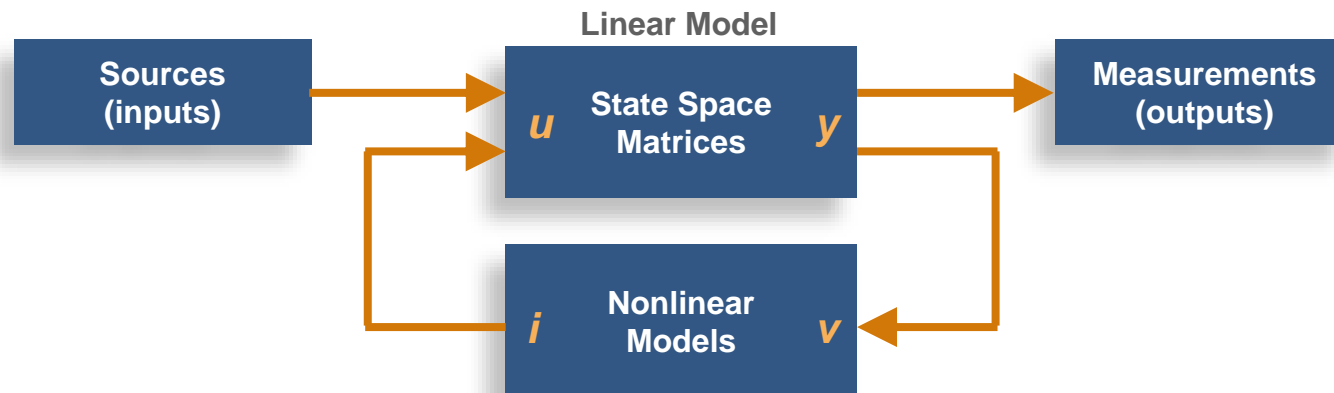 Linear Model
Sources
(inputs)
u
State Space
Matrices
y
Measurements
(outputs)
i
Nonlinear
Models
v